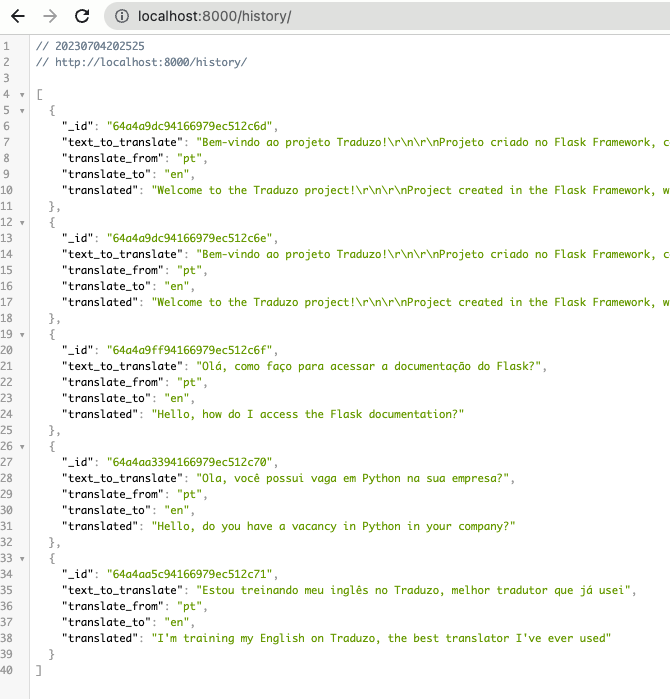 localhost:8000/history/
1 // 20230704202525
2 // http://localhost:8000/history/
3
4 [
5 {
6 "_id": "64a4a9dc94166979ec512c6d",
7 "text_to_translate": "Bem-vindo ao projeto Traduzo!\r\n\r\nProjeto criado no Flask Framework, c
8 "translate_from": "pt",
9 "translate_to": "en",
10 "translated": "Welcome to the Traduzo project!\r\n\r\nProject created in the Flask Framework, w
11 },
12 {
13 "_id": "64a4a9dc94166979ec512c6e",
14 "text_to_translate": "Bem-vindo ao projeto Traduzo!\r\n\r\nProjeto criado no Flask Framework, c
15 "translate_from": "pt",
16 "translate_to": "en",
17 "translated": "Welcome to the Traduzo project!\r\n\r\nProject created in the Flask Framework, w
18 },
19 {
20 "_id": "64a4a9ff94166979ec512c6f",
21 "text_to_translate": "Olá, como faço para acessar a documentação do Flask?",
22 "translate_from": "pt",
23 "translate_to": "en",
24 "translated": "Hello, how do I access the Flask documentation?"
25 },
26 {
27 "_id": "64a4aa3394166979ec512c70",
28 "text_to_translate": "Ola, você possui vaga em Python na sua empresa?",
29 "translate_from": "pt",
30 "translate_to": "en",
31 "translated": "Hello, do you have a vacancy in Python in your company?"
32 },
33 {
34 "_id": "64a4aa5c94166979ec512c71",
35 "text_to_translate": "Estou treinando meu inglês no Traduzo, melhor tradutor que já usei",
36 "translate_from": "pt",
37 "translate_to": "en",
38 "translated": "I'm training my English on Traduzo, the best translator I've ever used"
39 }
40 ]